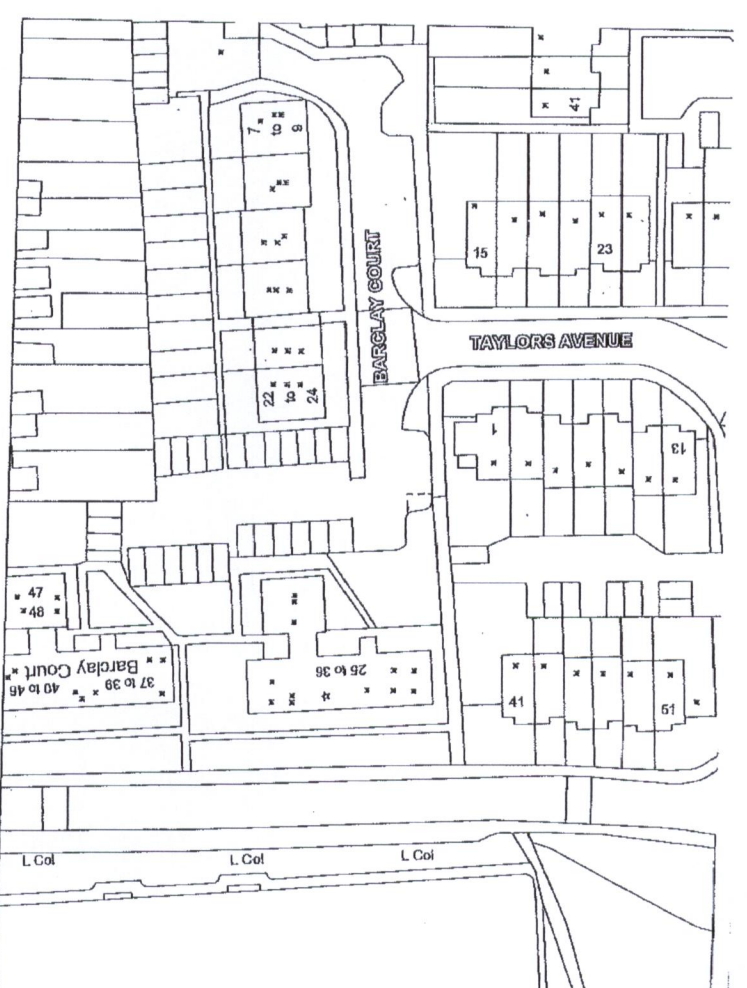 41
7
to
9
15
23
BARCLAY COURT
TAYLORS AVENUE
22
to
24
1
13
47
48
Barclay Court
37 to 39
40 to 46
25 to 36
41
51
L Col
L Col
L Col